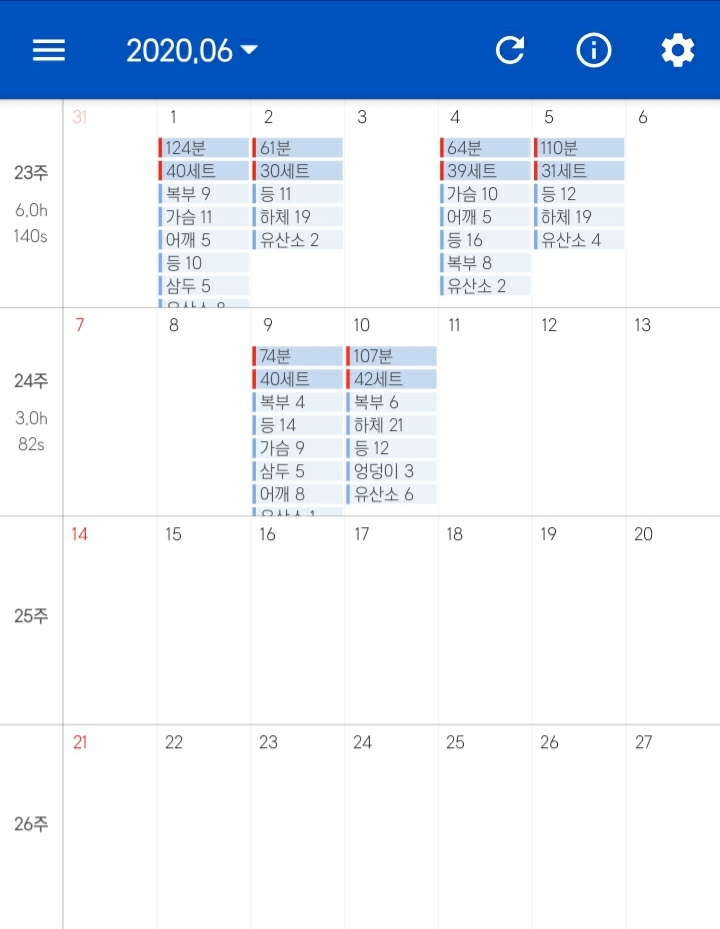 2020.06
31 1 2 3 4 5 6
23주
6.0h
140s
124분
40세트
복부 9
가슴 11
어깨 5
등 10
삼두 5
유산소 8
61분
30세트
등 11
하체 19
유산소 2
64분
39세트
가슴 10
어깨 5
등 16
복부 8
유산소 2
110분
31세트
등 12
하체 19
유산소 4
7 8 9 10 11 12 13
24주
3.0h
82s
74분
40세트
복부 4
등 14
가슴 9
삼두 5
어깨 8
유산소 1
107분
42세트
복부 6
하체 21
등 12
엉덩이 3
유산소 6
14 15 16 17 18 19 20
25주
21 22 23 24 25 26 27
26주